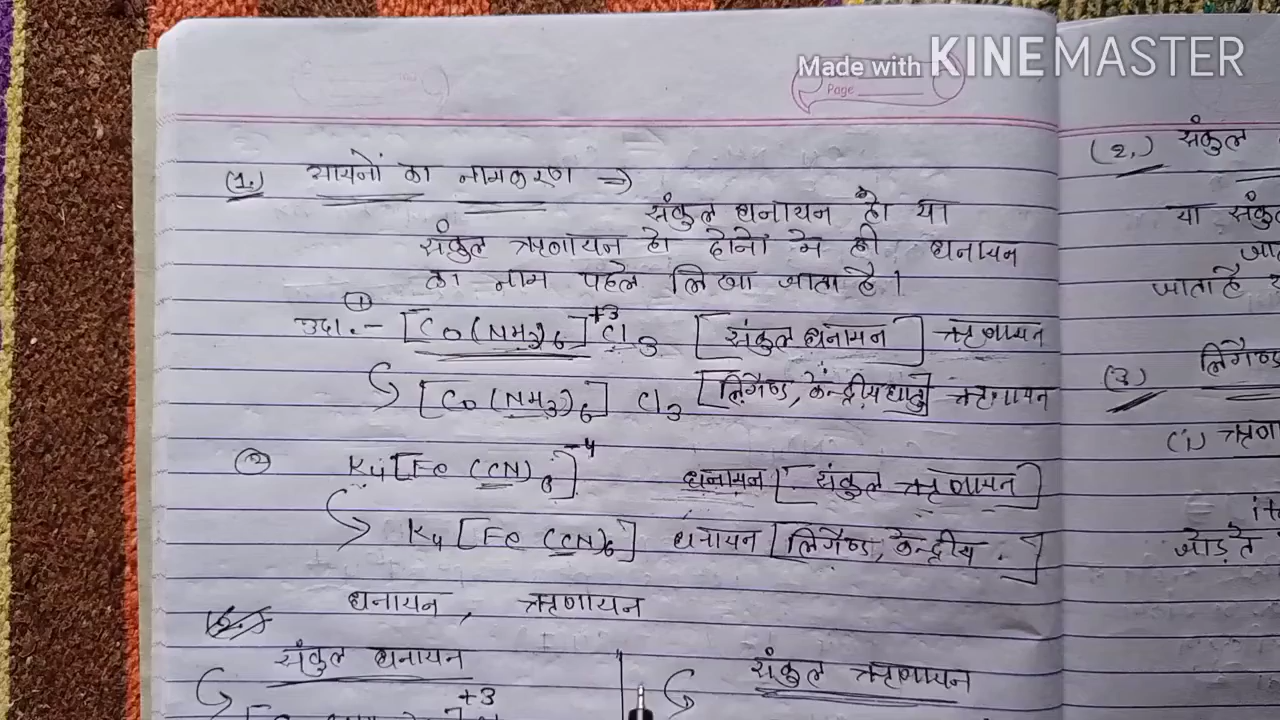 Made with KINEMASTER
Page
(1.) आयनों का नामकरण →
संकुल धनायन हो या
संकुल ऋणायन हो दोनों मे ही धनायन
का नाम पहले लिखा जाता है।
उदा.- ① [Co(NH3)6]+3 Cl3 [संकुल धनायन] ऋणायन
[Co(NH3)6] Cl3 [लिगैण्ड, केन्द्रीय धातु] ऋणायन
② K4[Fe(CN)6]-4 धनायन [संकुल ऋणायन]
K4[Fe(CN)6] धनायन [लिगैण्ड, केन्द्रीय .]
धनायन, ऋणायन
संकुल धनायन
+3
संकुल ऋणायन
(2.) संकुल
या
जाता है
(3) लिगैण्ड
(i)
जोड़ते